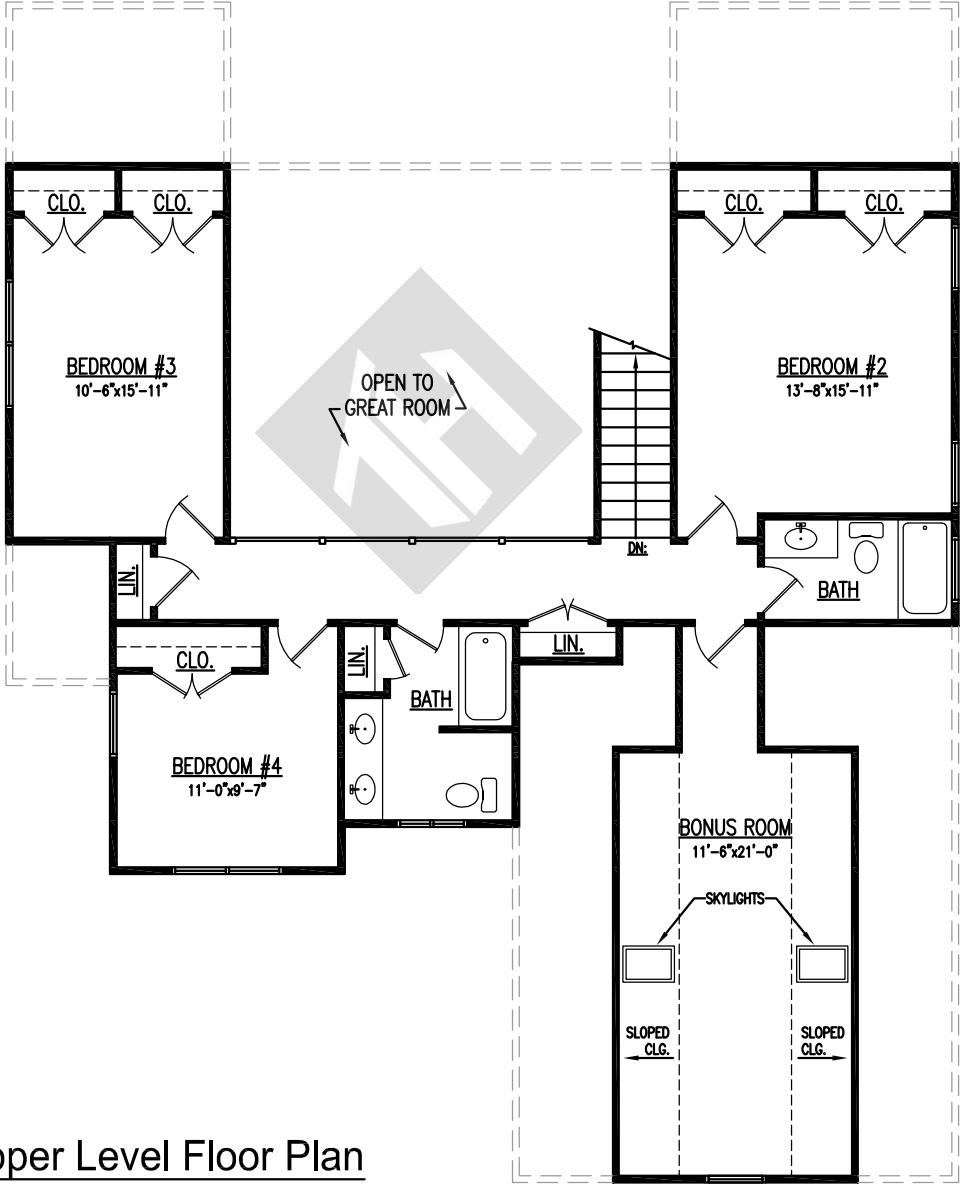 CLO.
CLO.
CLO.
CLO.
BEDROOM #3
10'-6"x15'-11"
OPEN TO
GREAT ROOM
BEDROOM #2
13'-8"x15'-11"
DN:
LIN.
BATH
LIN.
CLO.
LIN.
BATH
BEDROOM #4
11'-0"x9'-7"
BONUS ROOM
11'-6"x21'-0"
SKYLIGHTS
SLOPED
CLG.
SLOPED
CLG.
pper Level Floor Plan